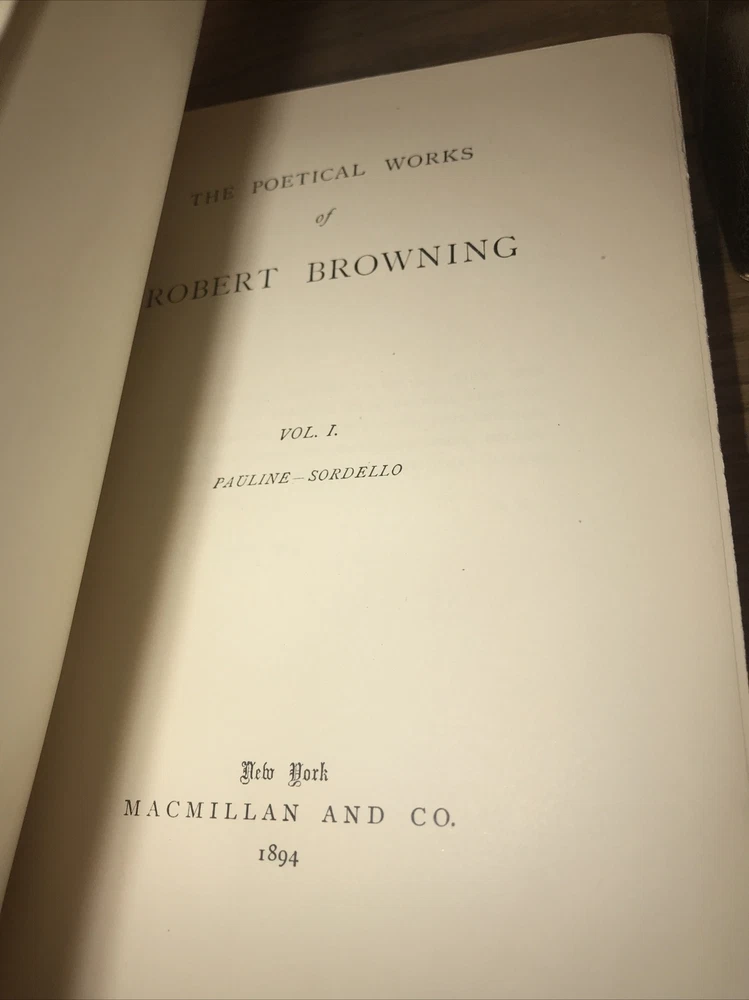 THE POETICAL WORKS
of
ROBERT BROWNING
VOL. I.
PAULINE—SORDELLO
New York
MACMILLAN AND CO.
1894